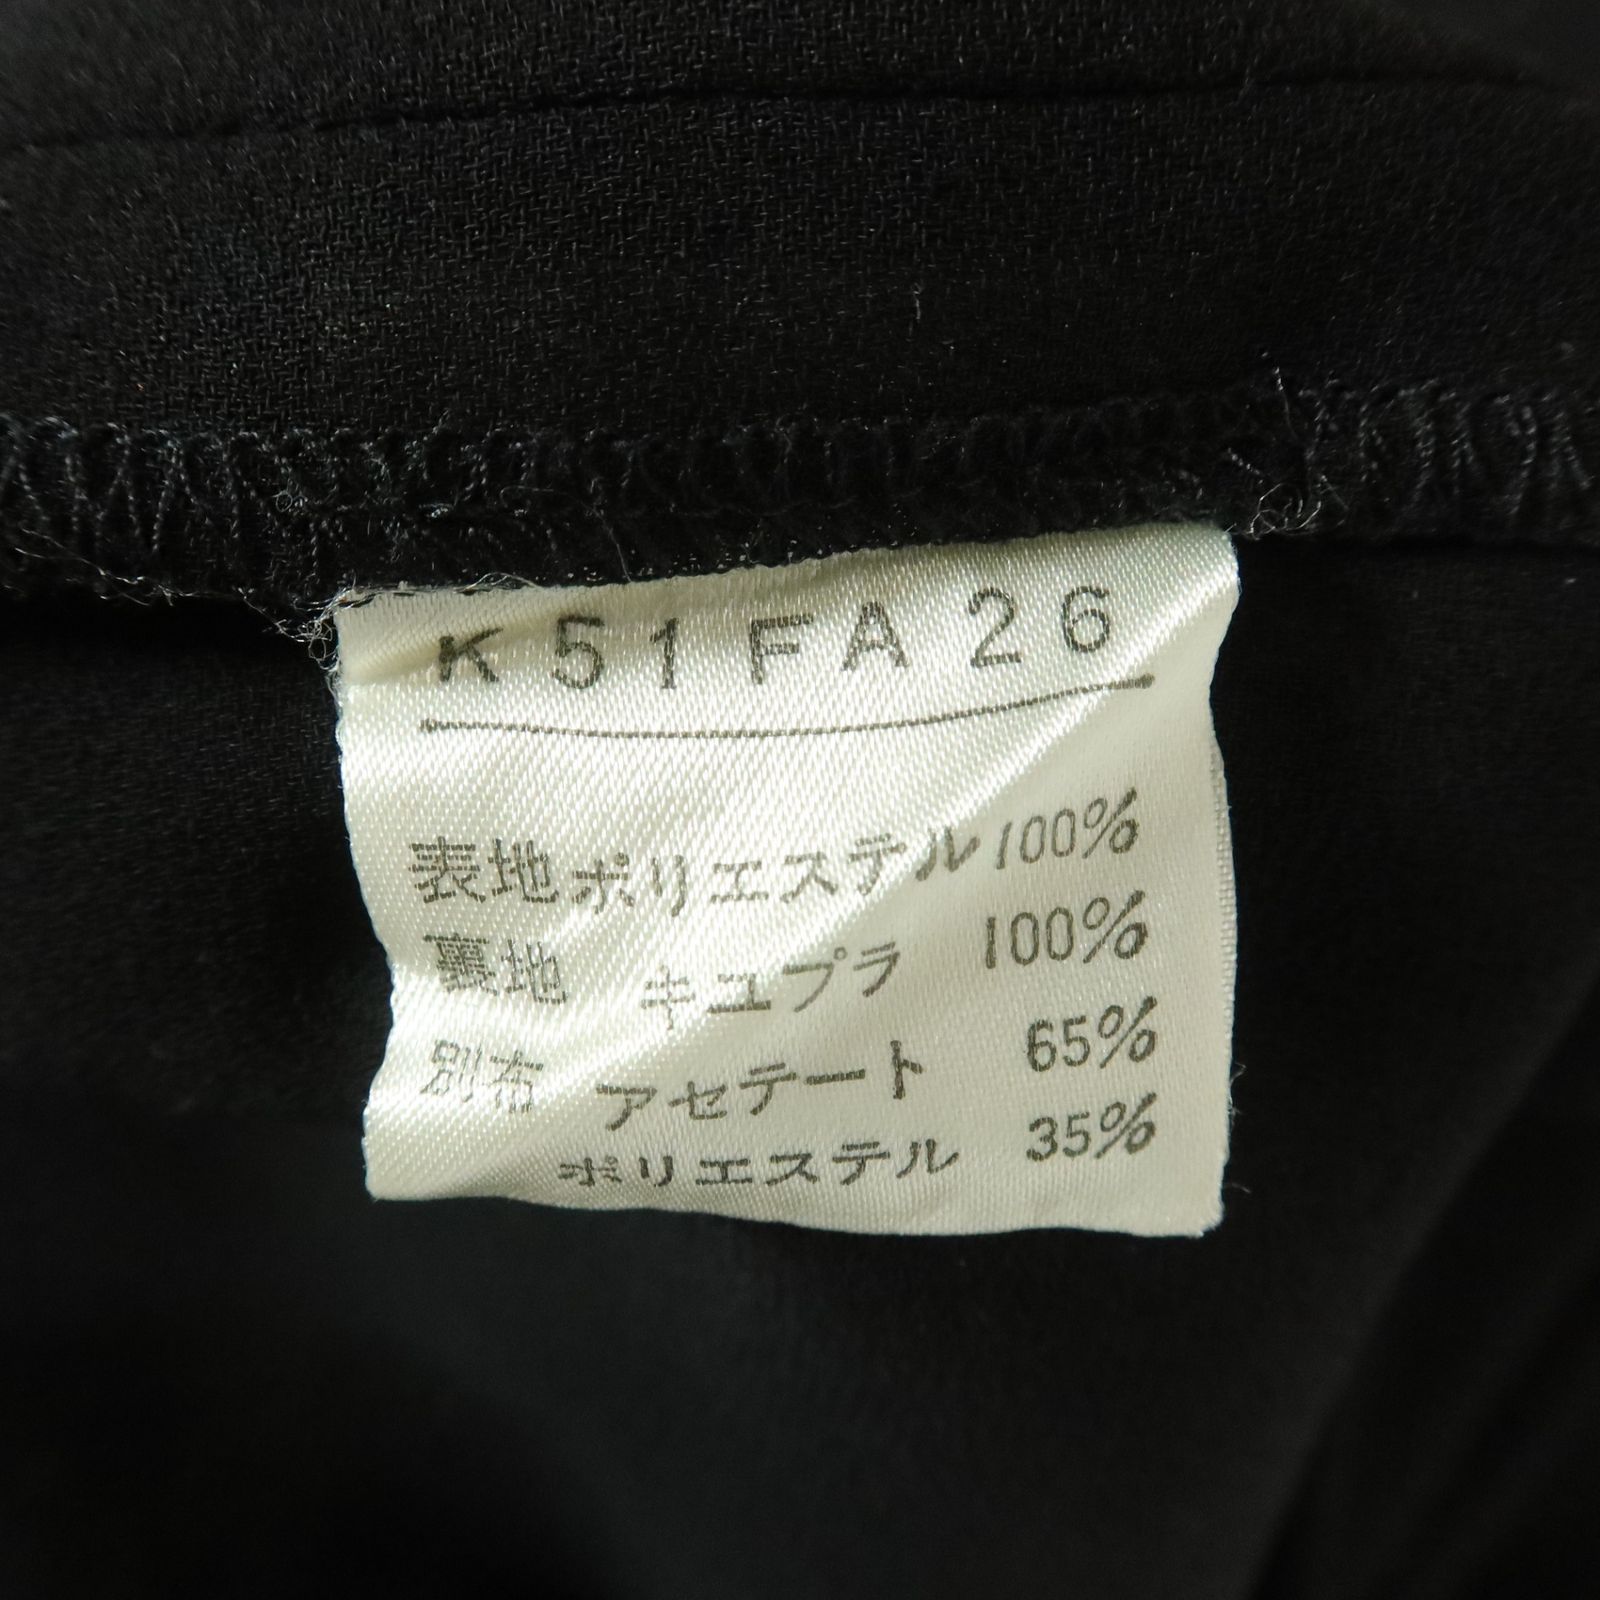 K51FA26
表地ポリエステル100%
裏地 キュプラ 100%
別布 アセテート 65%
ポリエステル 35%